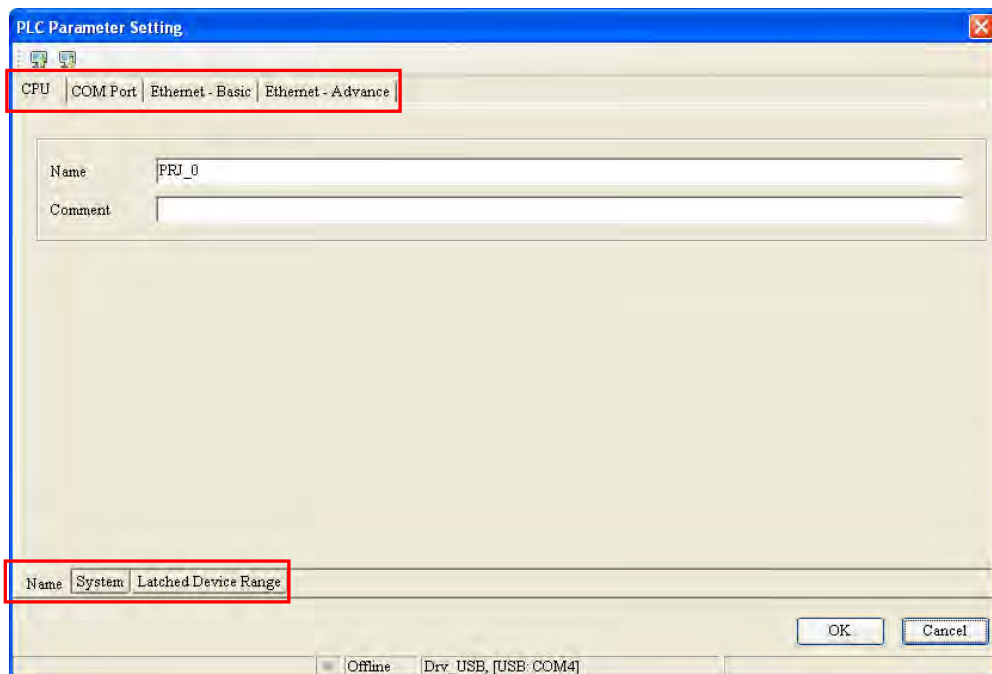 PLC Parameter Setting
CPU COM Port Ethernet - Basic Ethernet - Advance
Name PRJ_0
Comment
Name System Latched Device Range
OK Cancel
Offline Drv_USB, [USB: COM4]